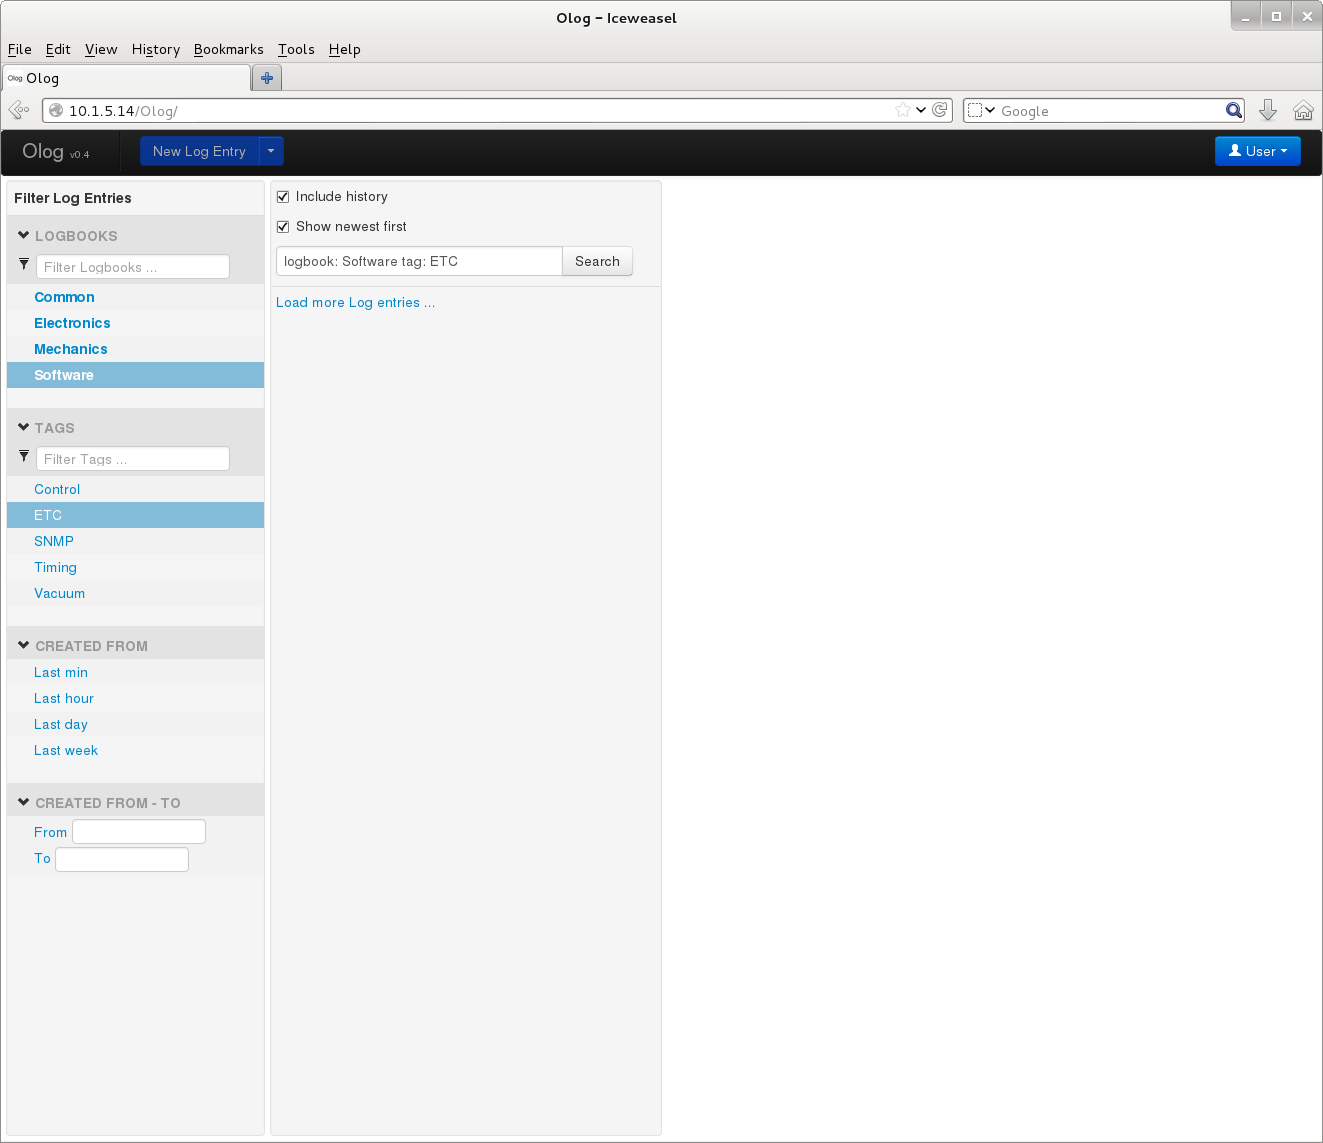 Olog - Iceweasel
File Edit View History Bookmarks Tools Help
Olog Olog
10.1.5.14/Olog/ Google
Olog v0.4 New Log Entry User
Filter Log Entries
LOGBOOKS
Filter Logbooks ...
Common
Electronics
Mechanics
Software
TAGS
Filter Tags ...
Control
ETC
SNMP
Timing
Vacuum
CREATED FROM
Last min
Last hour
Last day
Last week
CREATED FROM - TO
From
To
Include history
Show newest first
logbook: Software tag: ETC Search
Load more Log entries ...